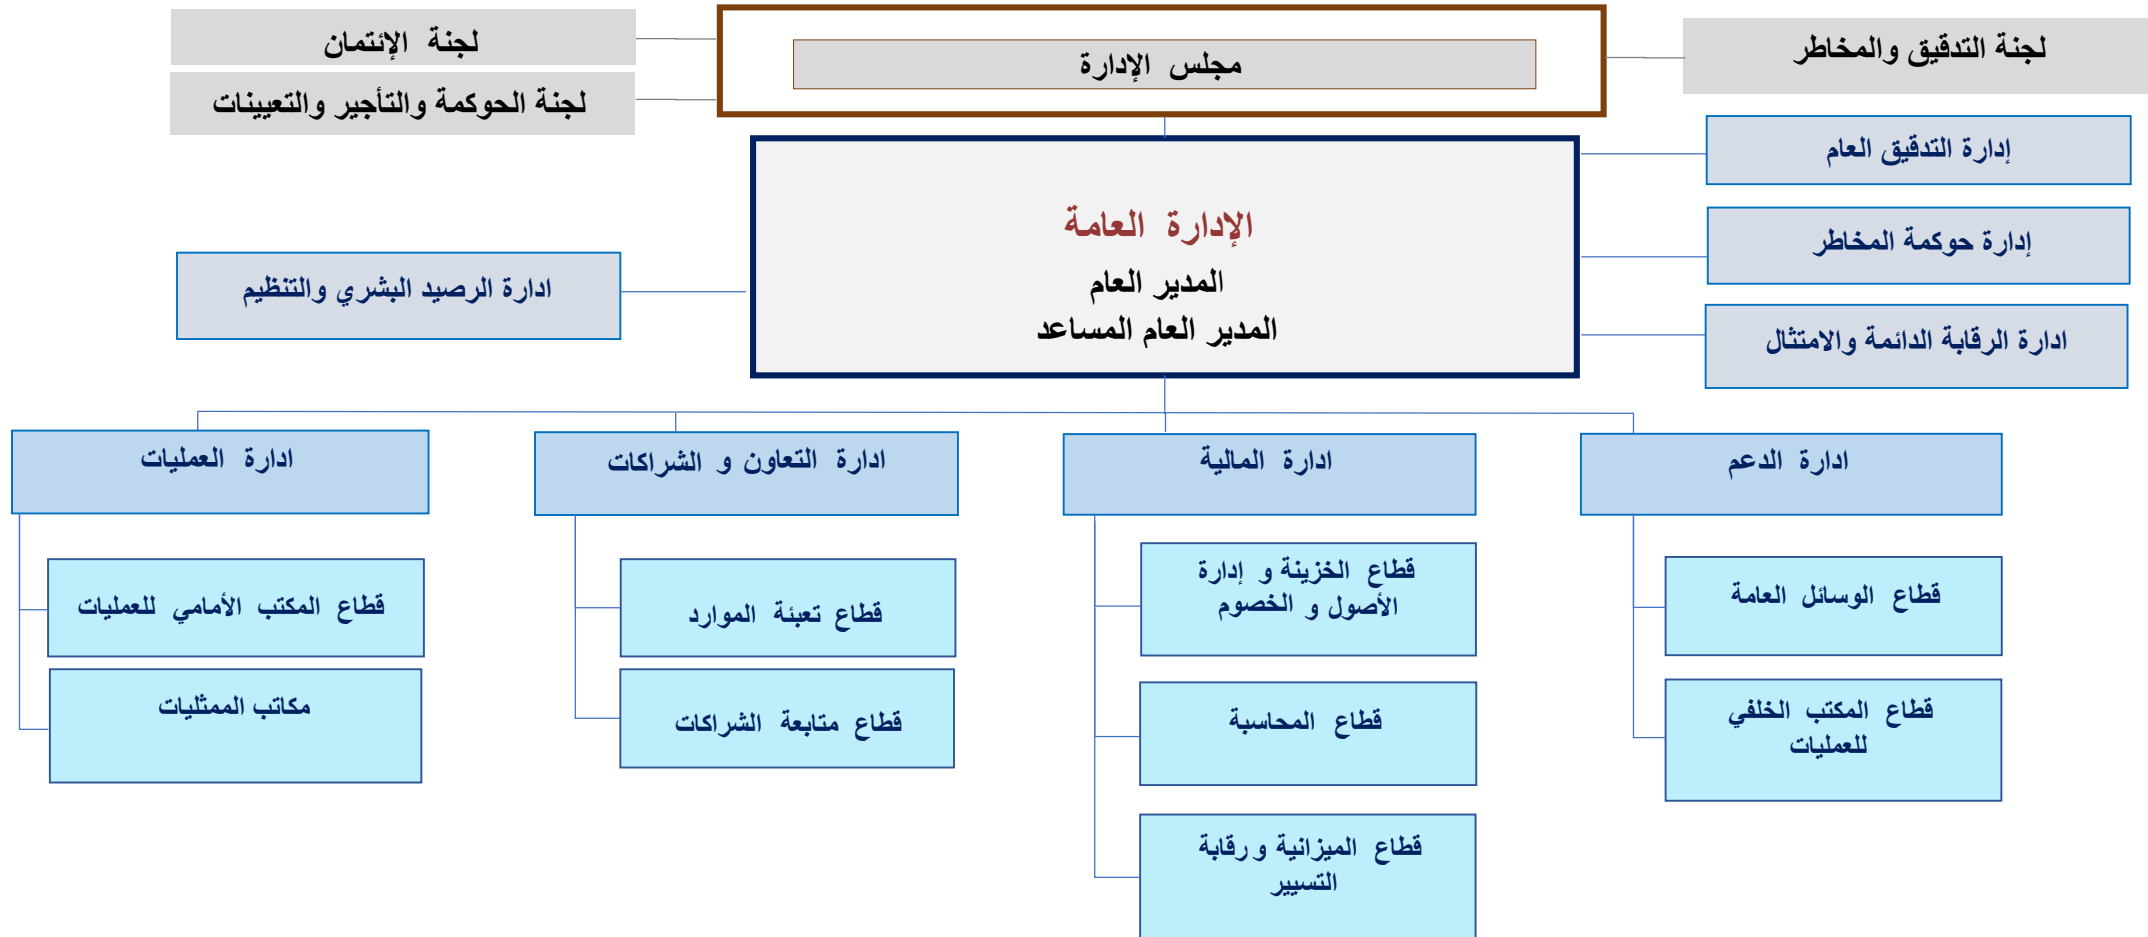 لجنة التدقيق والمخاطر
مجلس الإدارة
لجنة الإئتمان
لجنة الحوكمة والتأجير والتعيينات
إدارة التدقيق العام
إدارة حوكمة المخاطر
ادارة الرقابة الدائمة والامتثال
الإدارة العامة
المدير العام
المدير العام المساعد
ادارة الرصيد البشري والتنظيم
ادارة الدعم
ادارة المالية
ادارة التعاون و الشراكات
ادارة العمليات
قطاع الوسائل العامة
قطاع المكتب الخلفي
للعمليات
قطاع الخزينة و إدارة
الأصول و الخصوم
قطاع المحاسبة
قطاع الميزانية ورقابة
التسيير
قطاع تعبئة الموارد
قطاع متابعة الشراكات
قطاع المكتب الأمامي للعمليات
مكاتب الممثليات